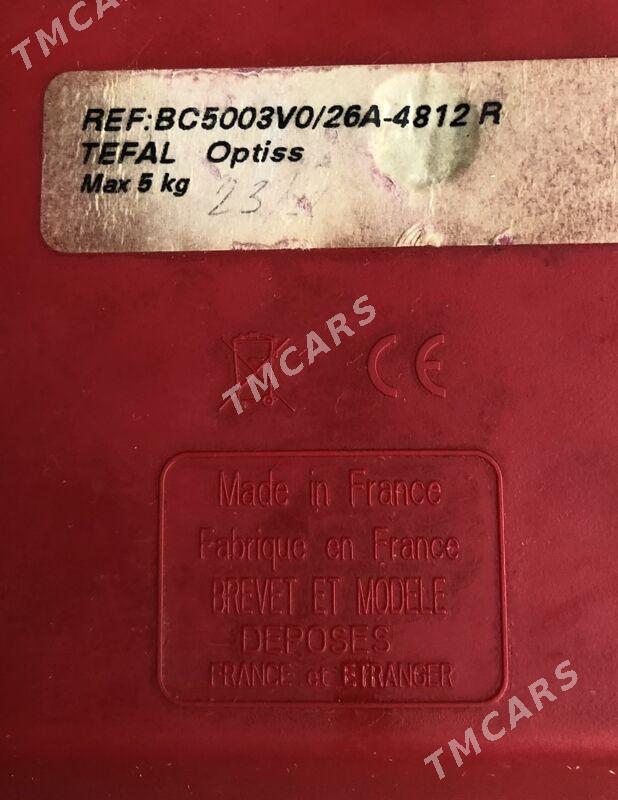 TMCARS
REF:BC5003V0/26A-4812 R
TEFAL Optiss
Max 5 kg
TMCARS
CE
Made in France
Fabrique en France
BREVET ET MODELE
DEPOSES
FRANCE et ETRANGER
TMCARS